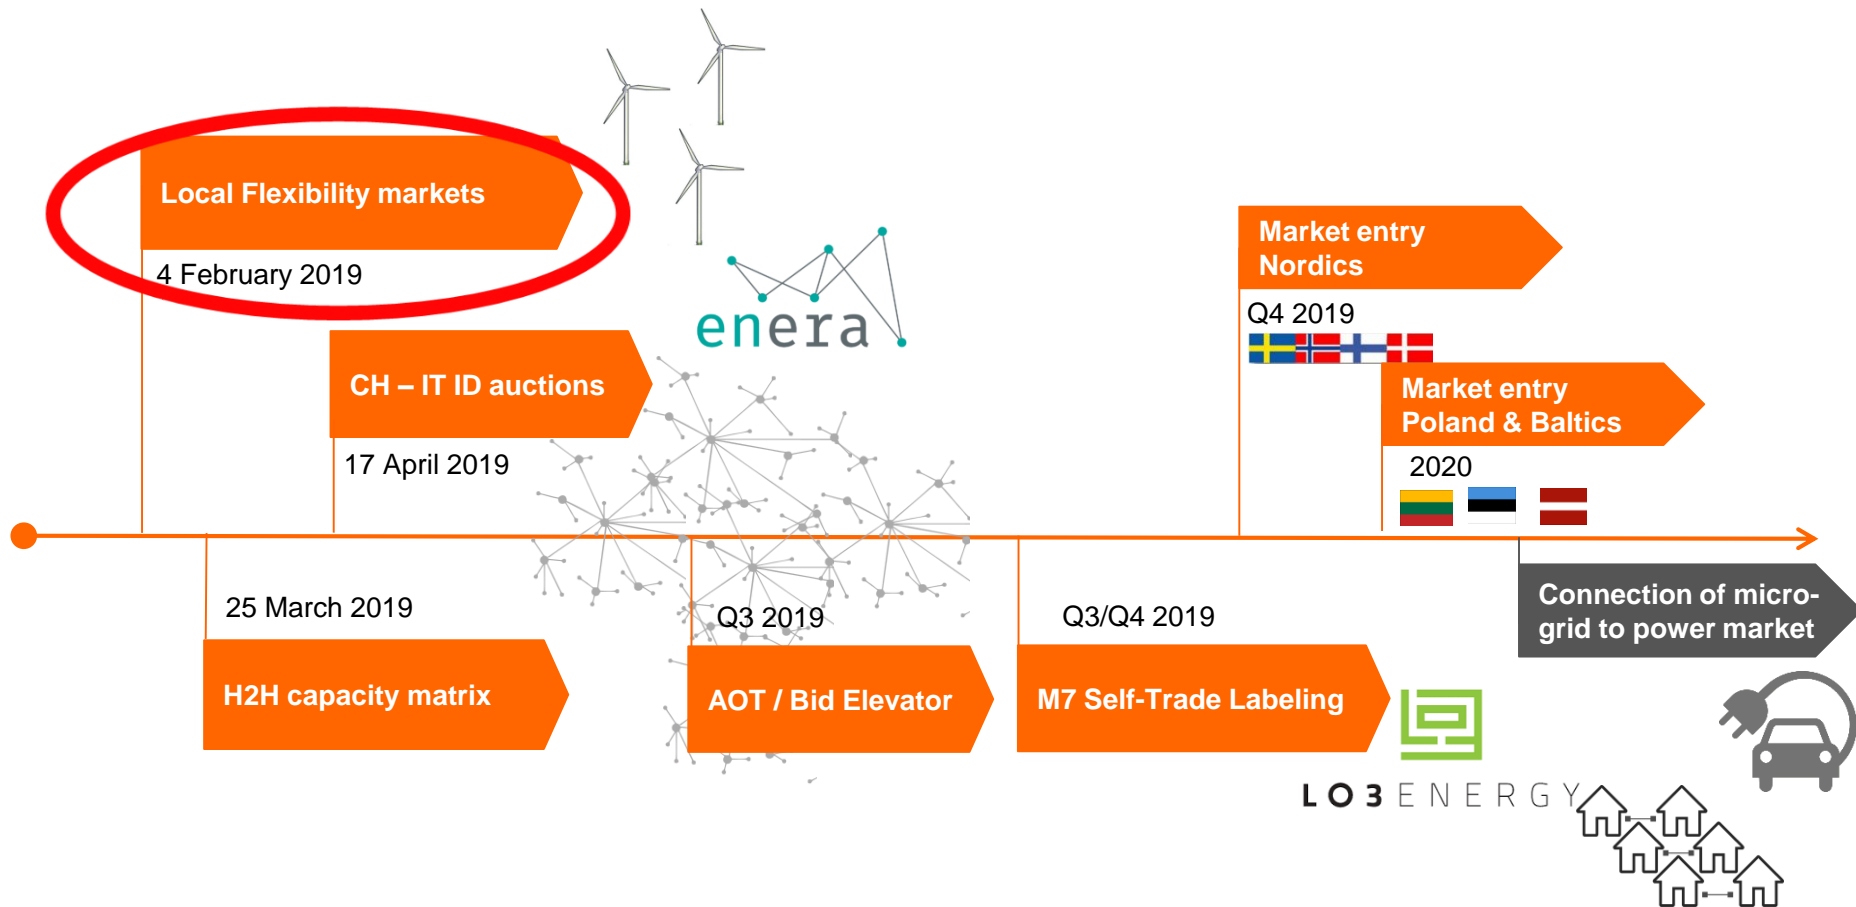 Local Flexibility markets
4 February 2019
enera
CH – IT ID auctions
17 April 2019
Market entry
Nordics
Q4 2019
Market entry
Poland & Baltics
2020
25 March 2019
H2H capacity matrix
Q3 2019
AOT / Bid Elevator
Q3/Q4 2019
M7 Self-Trade Labeling
Connection of micro-
grid to power market
LO3 ENERGY